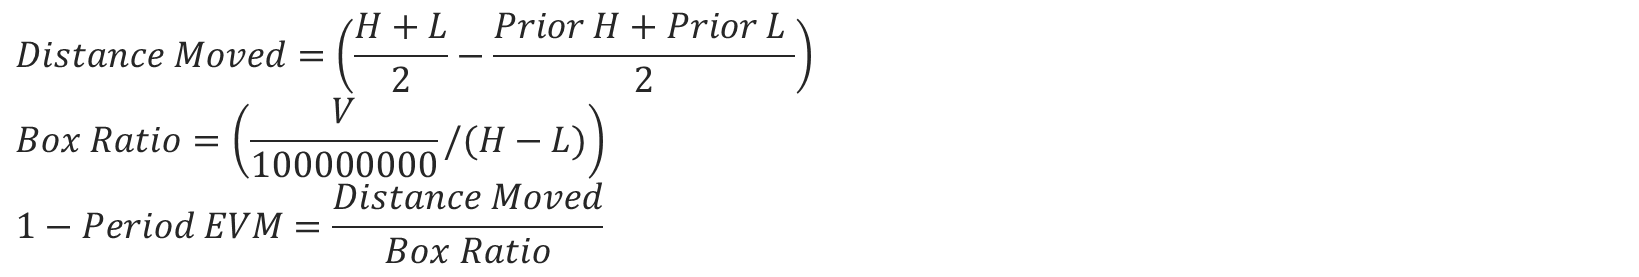 Distance Moved = (H + L / 2 − Prior H + Prior L / 2)
Box Ratio = (V / 100000000 /(H − L))
1 − Period EVM = Distance Moved / Box Ratio